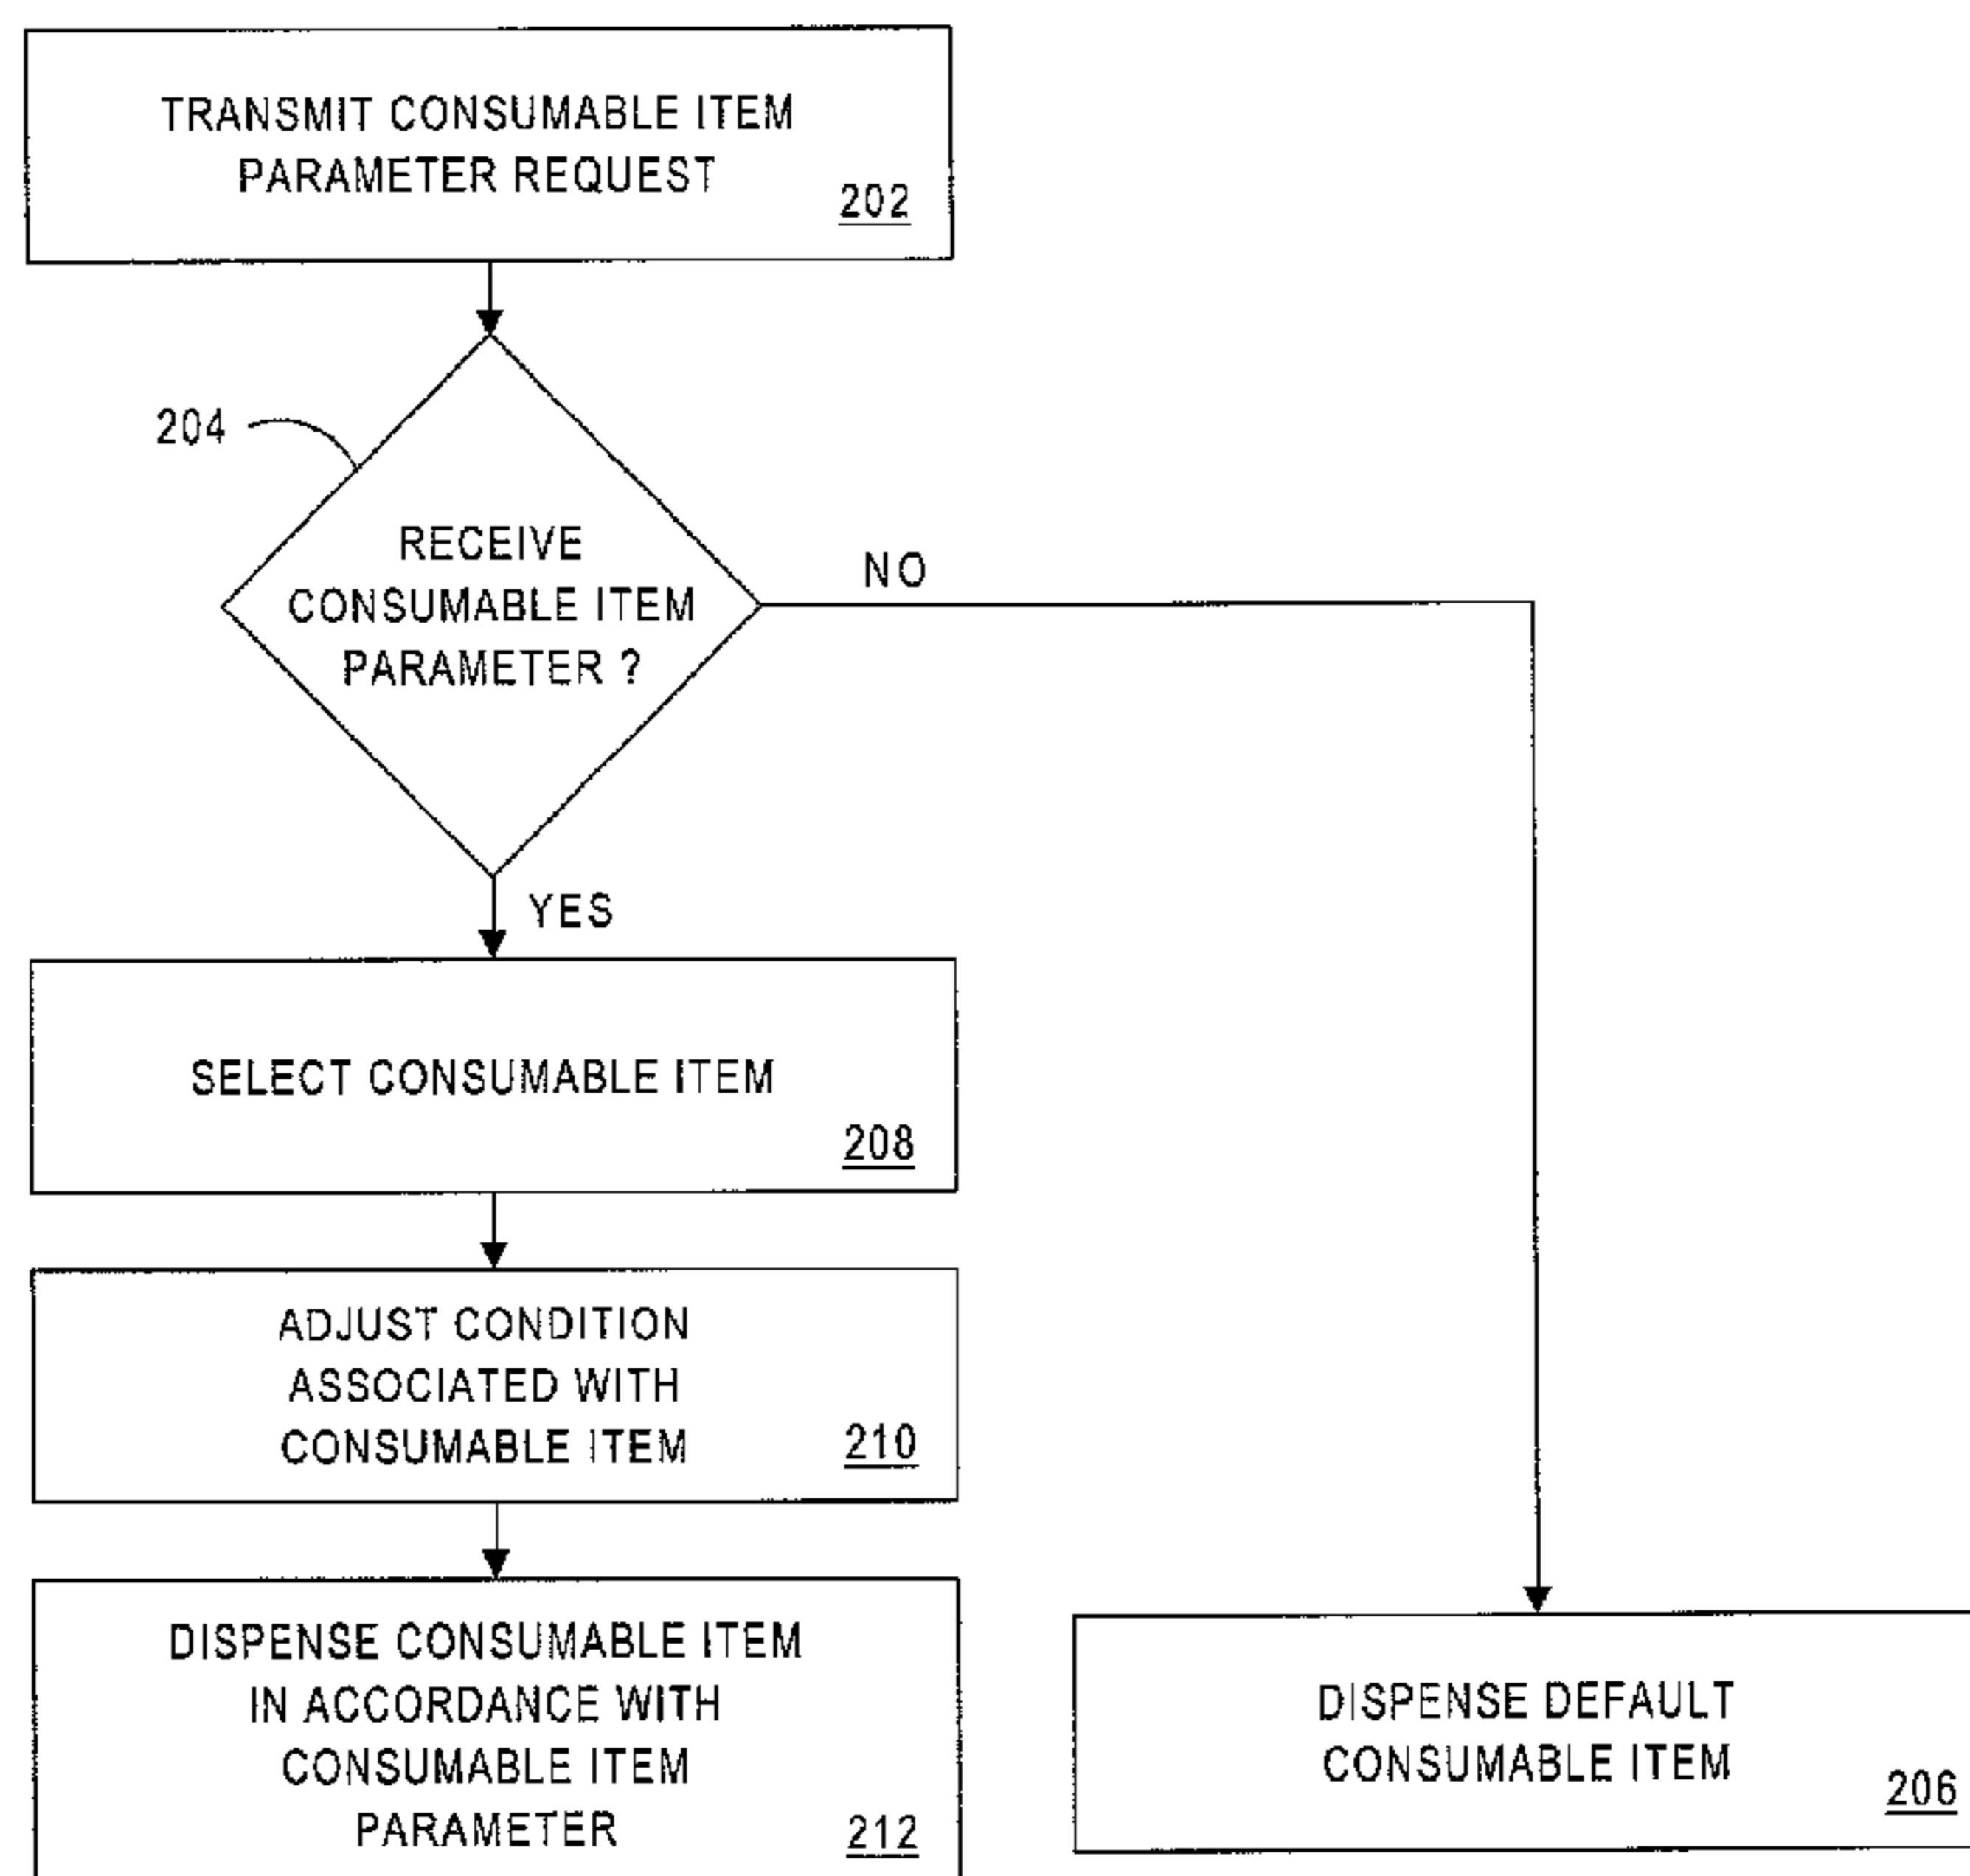 TRANSMIT CONSUMABLE ITEM
PARAMETER REQUEST
202
204
RECEIVE
CONSUMABLE ITEM
PARAMETER ?
NO
YES
SELECT CONSUMABLE ITEM
208
ADJUST CONDITION
ASSOCIATED WITH
CONSUMABLE ITEM
210
DISPENSE CONSUMABLE ITEM
IN ACCORDANCE WITH
CONSUMABLE ITEM
PARAMETER
212
DISPENSE DEFAULT
CONSUMABLE ITEM
206